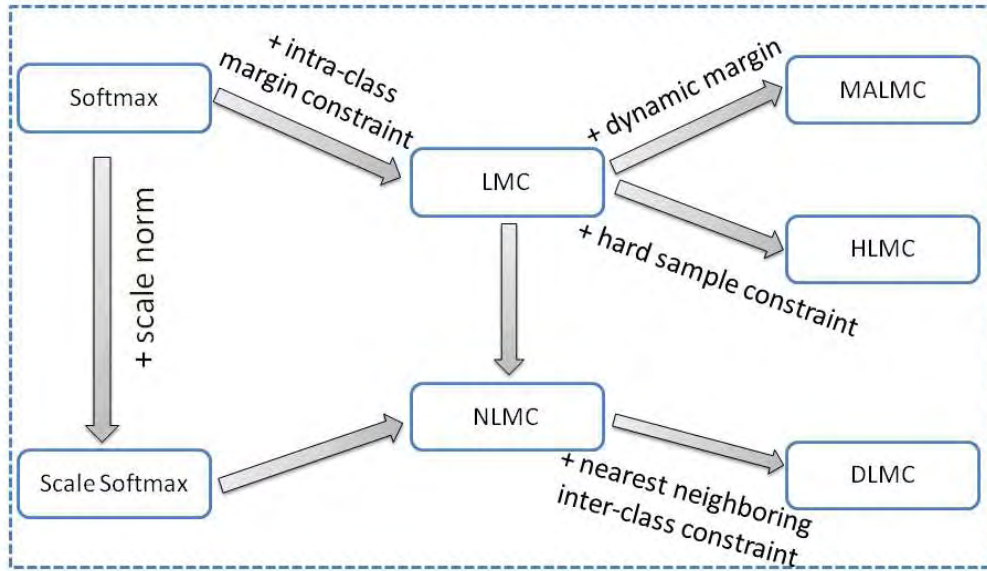 Softmax
+ intra-class
margin constraint
+ dynamic margin
MALMC
LMC
+ hard sample constraint
HLMC
+ scale norm
NLMC
Scale Softmax
+ nearest neighboring
inter-class constraint
DLMC